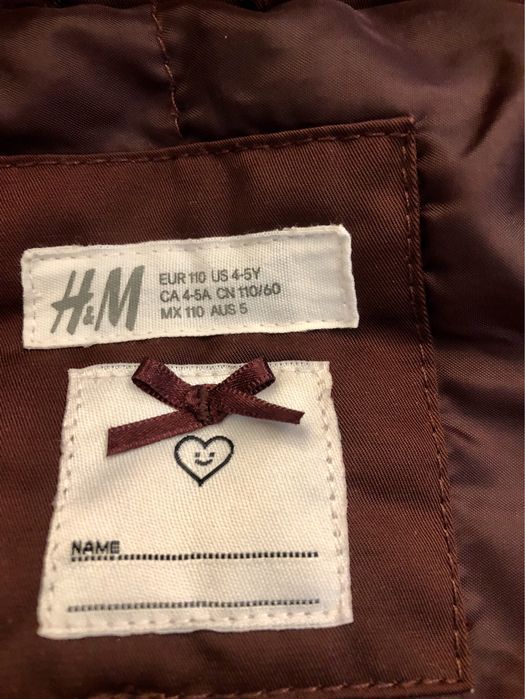 H&M
EUR 110 US 4-5Y
CA 4-5A CN 110/60
MX 110 AUS 5
NAME